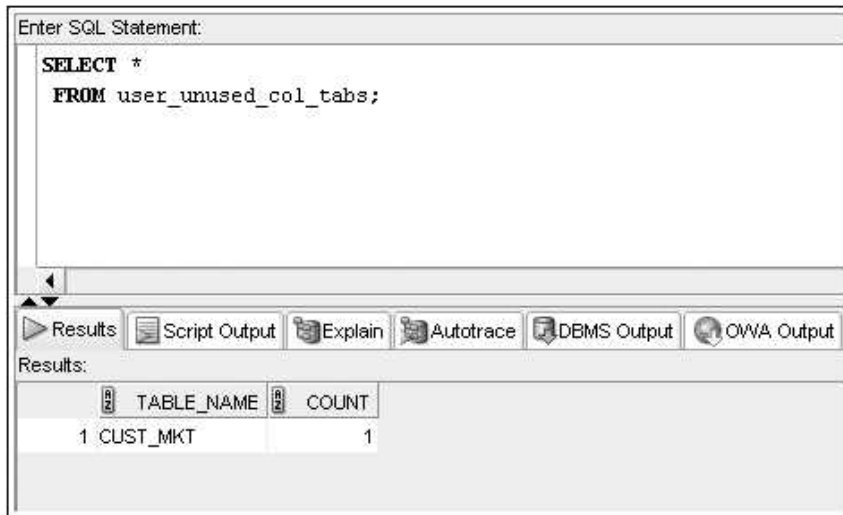 Enter SQL Statement:
SELECT *
FROM user_unused_col_tabs;
Results Script Output Explain Autotrace DBMS Output OWA Output
Results:
TABLE_NAME COUNT
1 CUST_MKT 1